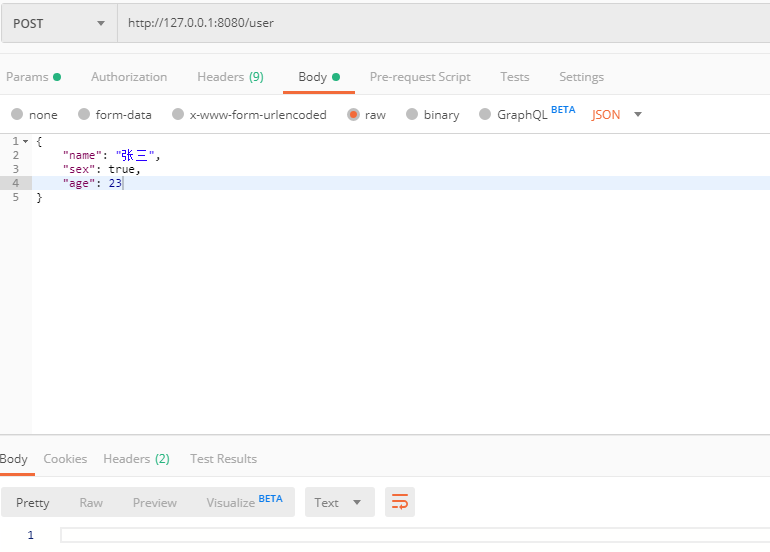 POST http://127.0.0.1:8080/user
Params Authorization Headers (9) Body Pre-request Script Tests Settings
none form-data x-www-form-urlencoded raw binary GraphQL BETA JSON
1 {
2 "name": "张三",
3 "sex": true,
4 "age": 23
5 }
Body Cookies Headers (2) Test Results
Pretty Raw Preview Visualize BETA Text
1